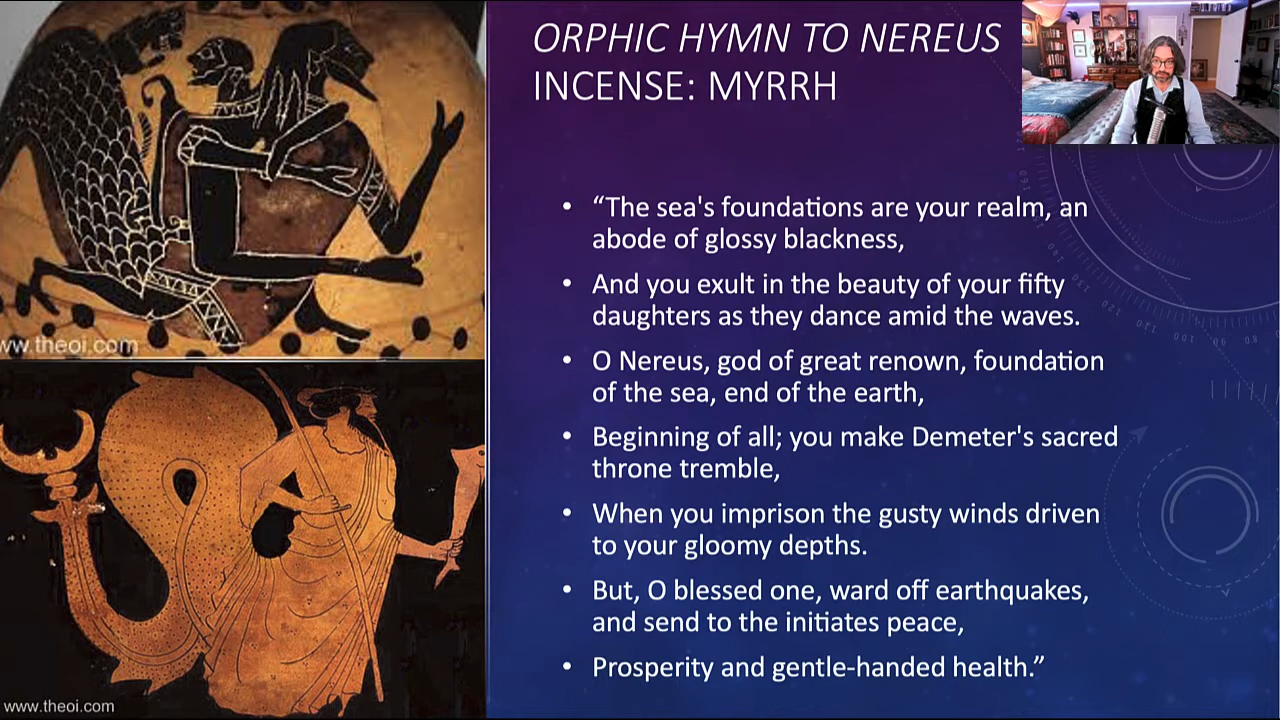 ORPHIC HYMN TO NEREUS
INCENSE: MYRRH
• “The sea's foundations are your realm, an
abode of glossy blackness,
• And you exult in the beauty of your fifty
daughters as they dance amid the waves.
• O Nereus, god of great renown, foundation
of the sea, end of the earth,
• Beginning of all; you make Demeter's sacred
throne tremble,
• When you imprison the gusty winds driven
to your gloomy depths.
• But, O blessed one, ward off earthquakes,
and send to the initiates peace,
• Prosperity and gentle-handed health.”
ww.theoi.com
www.theoi.com